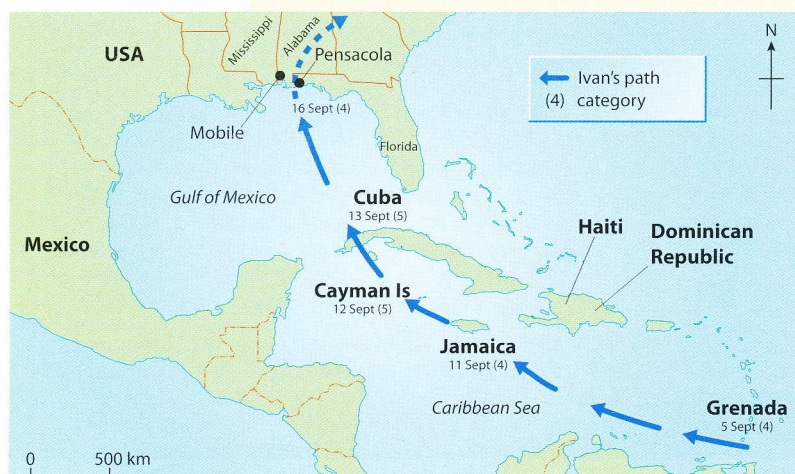 USA
Mississippi
Alabama
Pensacola
Mobile
16 Sept (4)
Florida
Gulf of Mexico
Mexico
Ivan's path
(4) category
N
Cuba
13 Sept (5)
Haiti
Dominican
Republic
Cayman Is
12 Sept (5)
Jamaica
11 Sept (4)
Caribbean Sea
Grenada
5 Sept (4)
0 500 km